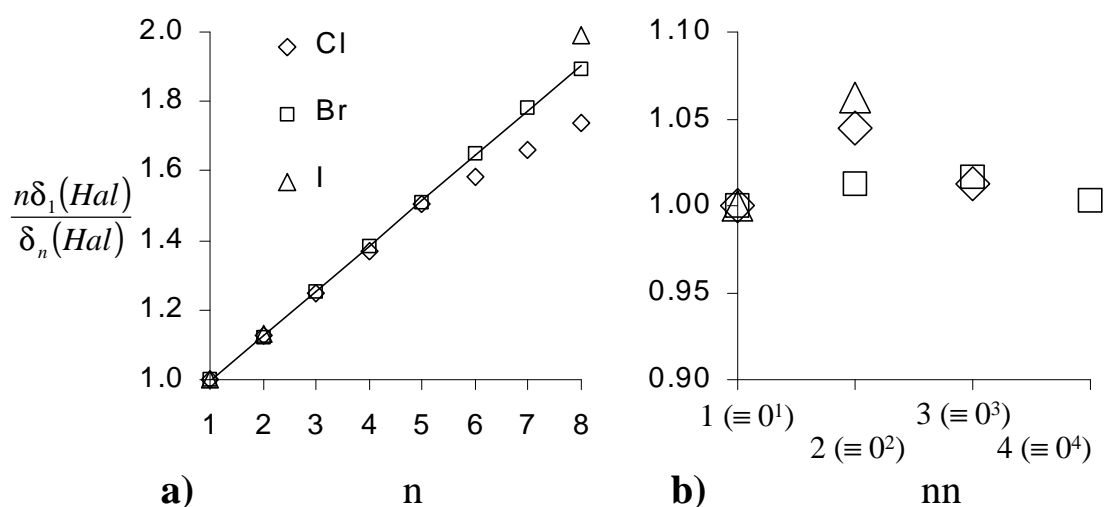 2.0
1.8
1.6
1.4
1.2
1.0
Cl
Br
I
nδ₁(Hal)
δₙ(Hal)
1 2 3 4 5 6 7 8
a) n
1.10
1.05
1.00
0.95
0.90
1 (≡ 0¹) 3 (≡ 0³)
2 (≡ 0²) 4 (≡ 0⁴)
b) nn